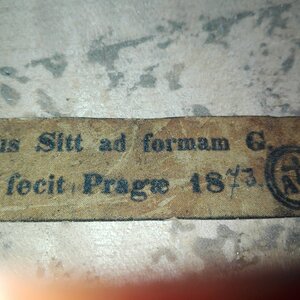 us Sitt ad formam G.
fecit Pragæ 1873.
A